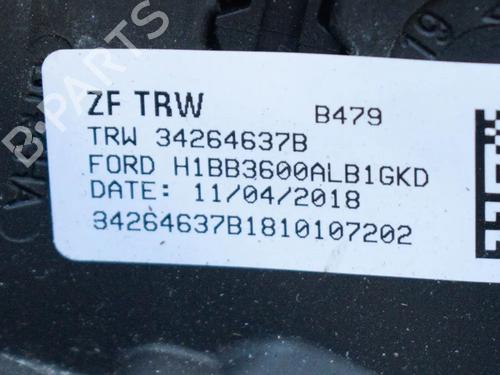 B-PARTS
ZF TRW B479
TRW 34264637B
FORD H1BB3600ALB1GKD
DATE: 11/04/2018
34264637B1810107202